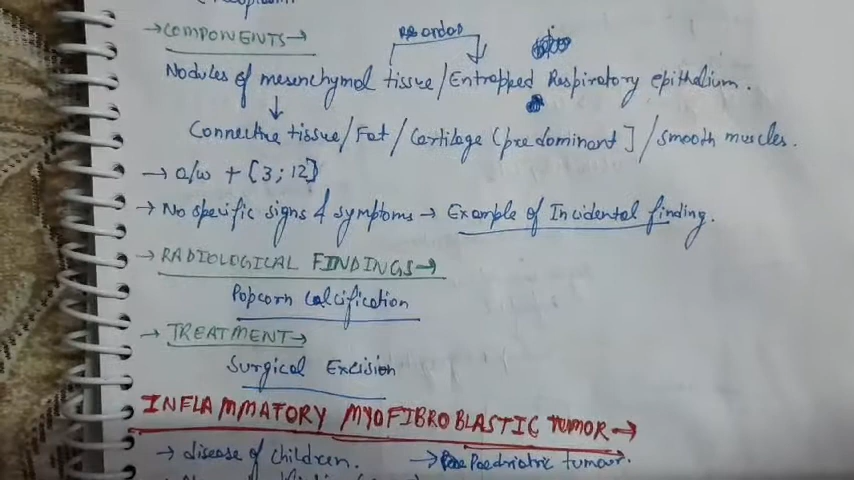 →COMPONENTS→
Nodules of mesenchymal tissue/Entrapped Respiratory epithelium.
Connective tissue/Fat/Cartilage (predominant]/smooth muscles.
→ a/w t[3;12]
→ No specific signs & symptoms → Example of Incidental finding.
→ RADIOLOGICAL FINDINGS→
Popcorn calcification
→ TREATMENT→
Surgical Excision
INFLAMMATORY MYOFIBROBLASTIC TUMOR→
→ disease of children. → Paediatric tumour.